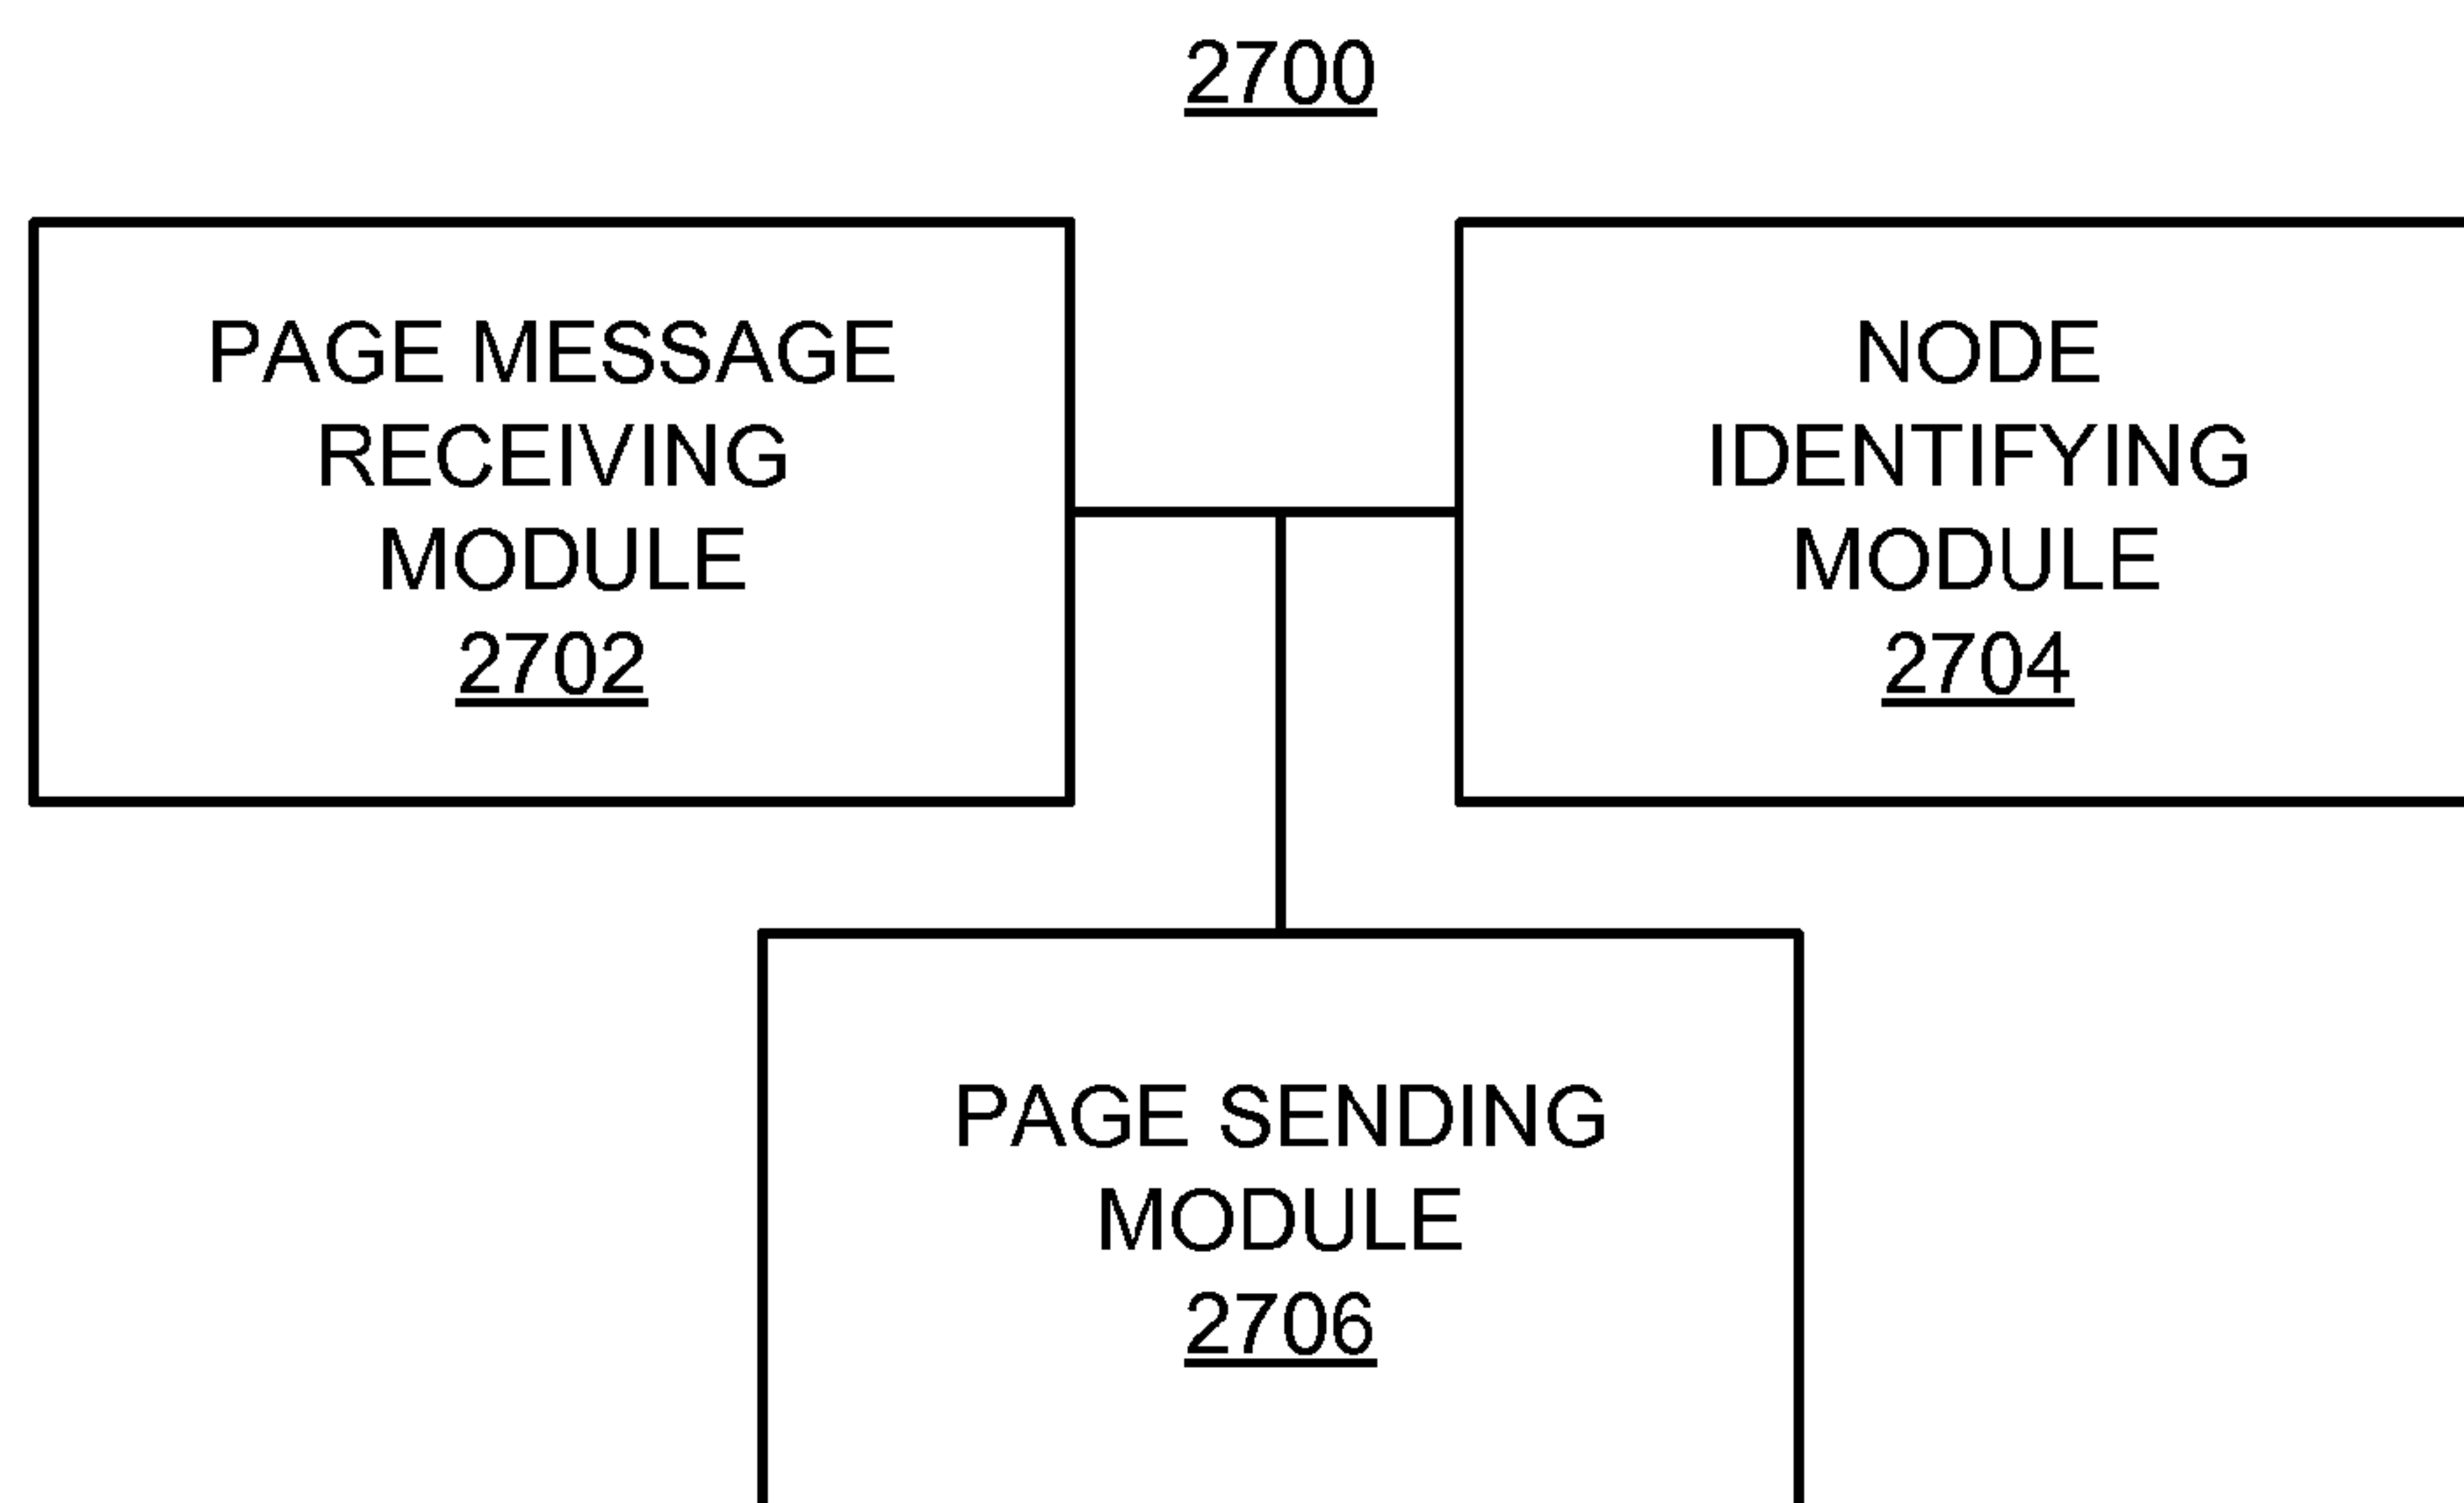 2700
PAGE MESSAGE
RECEIVING
MODULE
2702
NODE
IDENTIFYING
MODULE
2704
PAGE SENDING
MODULE
2706